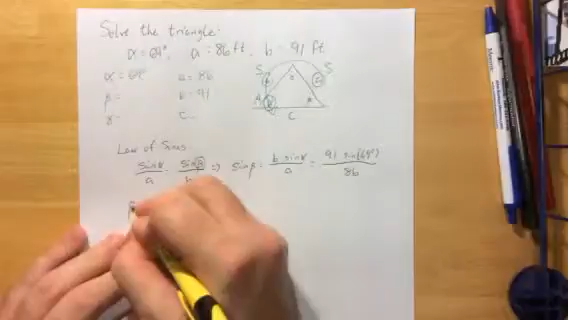 Solve the triangle:
α = 69°, a = 86 ft, b = 91 ft
α = 69° a = 86
β = b = 91
γ = c =
S S
A
C
Law of Sines
sin α / a = sin β / b ⇒ sin β = b sin α / a = 91 sin(69°) / 86
β